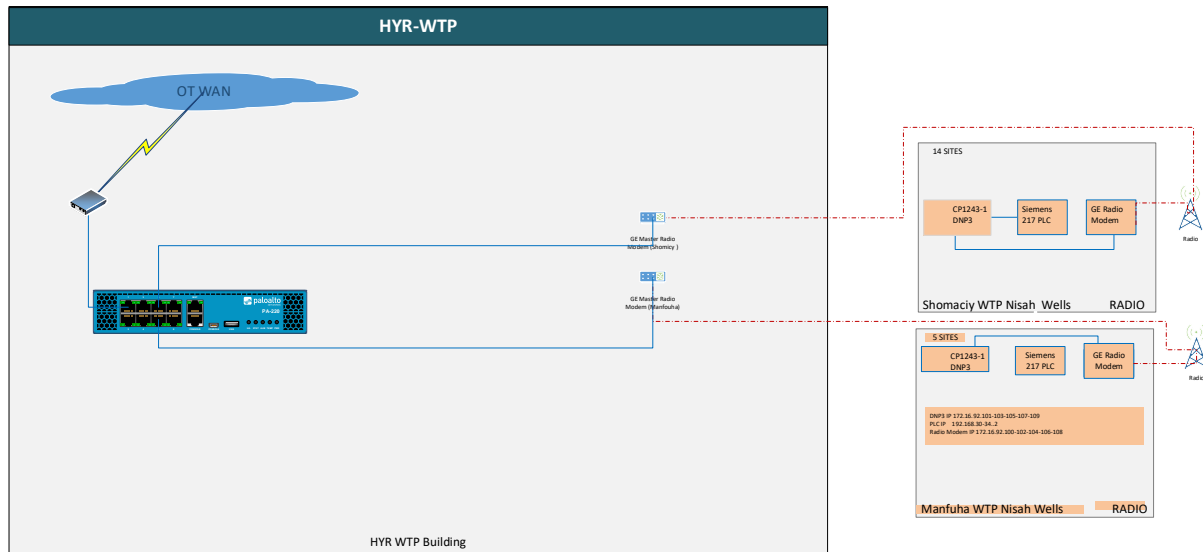 HYR-WTP
OT WAN
14 SITES
CP1243-1
DNP3
Siemens
217 PLC
GE Radio
Modem
Radio
GE Master Radio
Modem (Shomicy )
Shomaciy WTP Nisah Wells
RADIO
GE Master Radio
Modem (Manfouha)
paloalto
PA-220
5 SITES
CP1243-1
DNP3
Siemens
217 PLC
GE Radio
Modem
Radio
DNP3 IP 172.16.92.101-103-105-107-109
PLC IP 192.168.30-34..2
Radio Modem IP 172.16.92.100-102-104-106-108
Manfuha WTP Nisah Wells
RADIO
HYR WTP Building